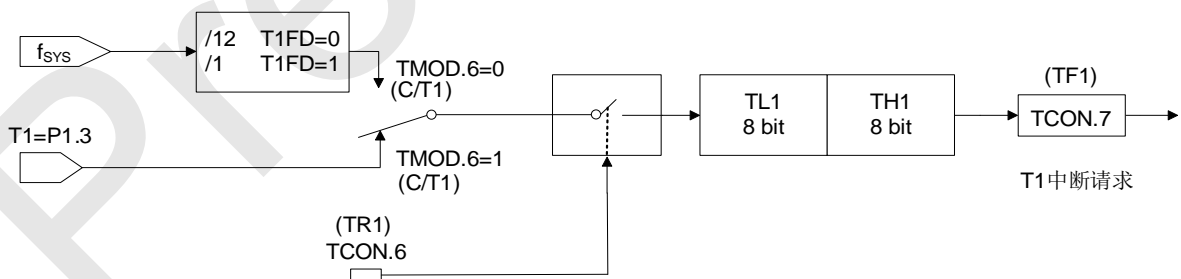 fSYS
/12 T1FD=0
/1 T1FD=1
TMOD.6=0
(C/T1)
T1=P1.3
TMOD.6=1
(C/T1)
(TR1)
TCON.6
TL1
8 bit
TH1
8 bit
(TF1)
TCON.7
T1中断请求
Pre